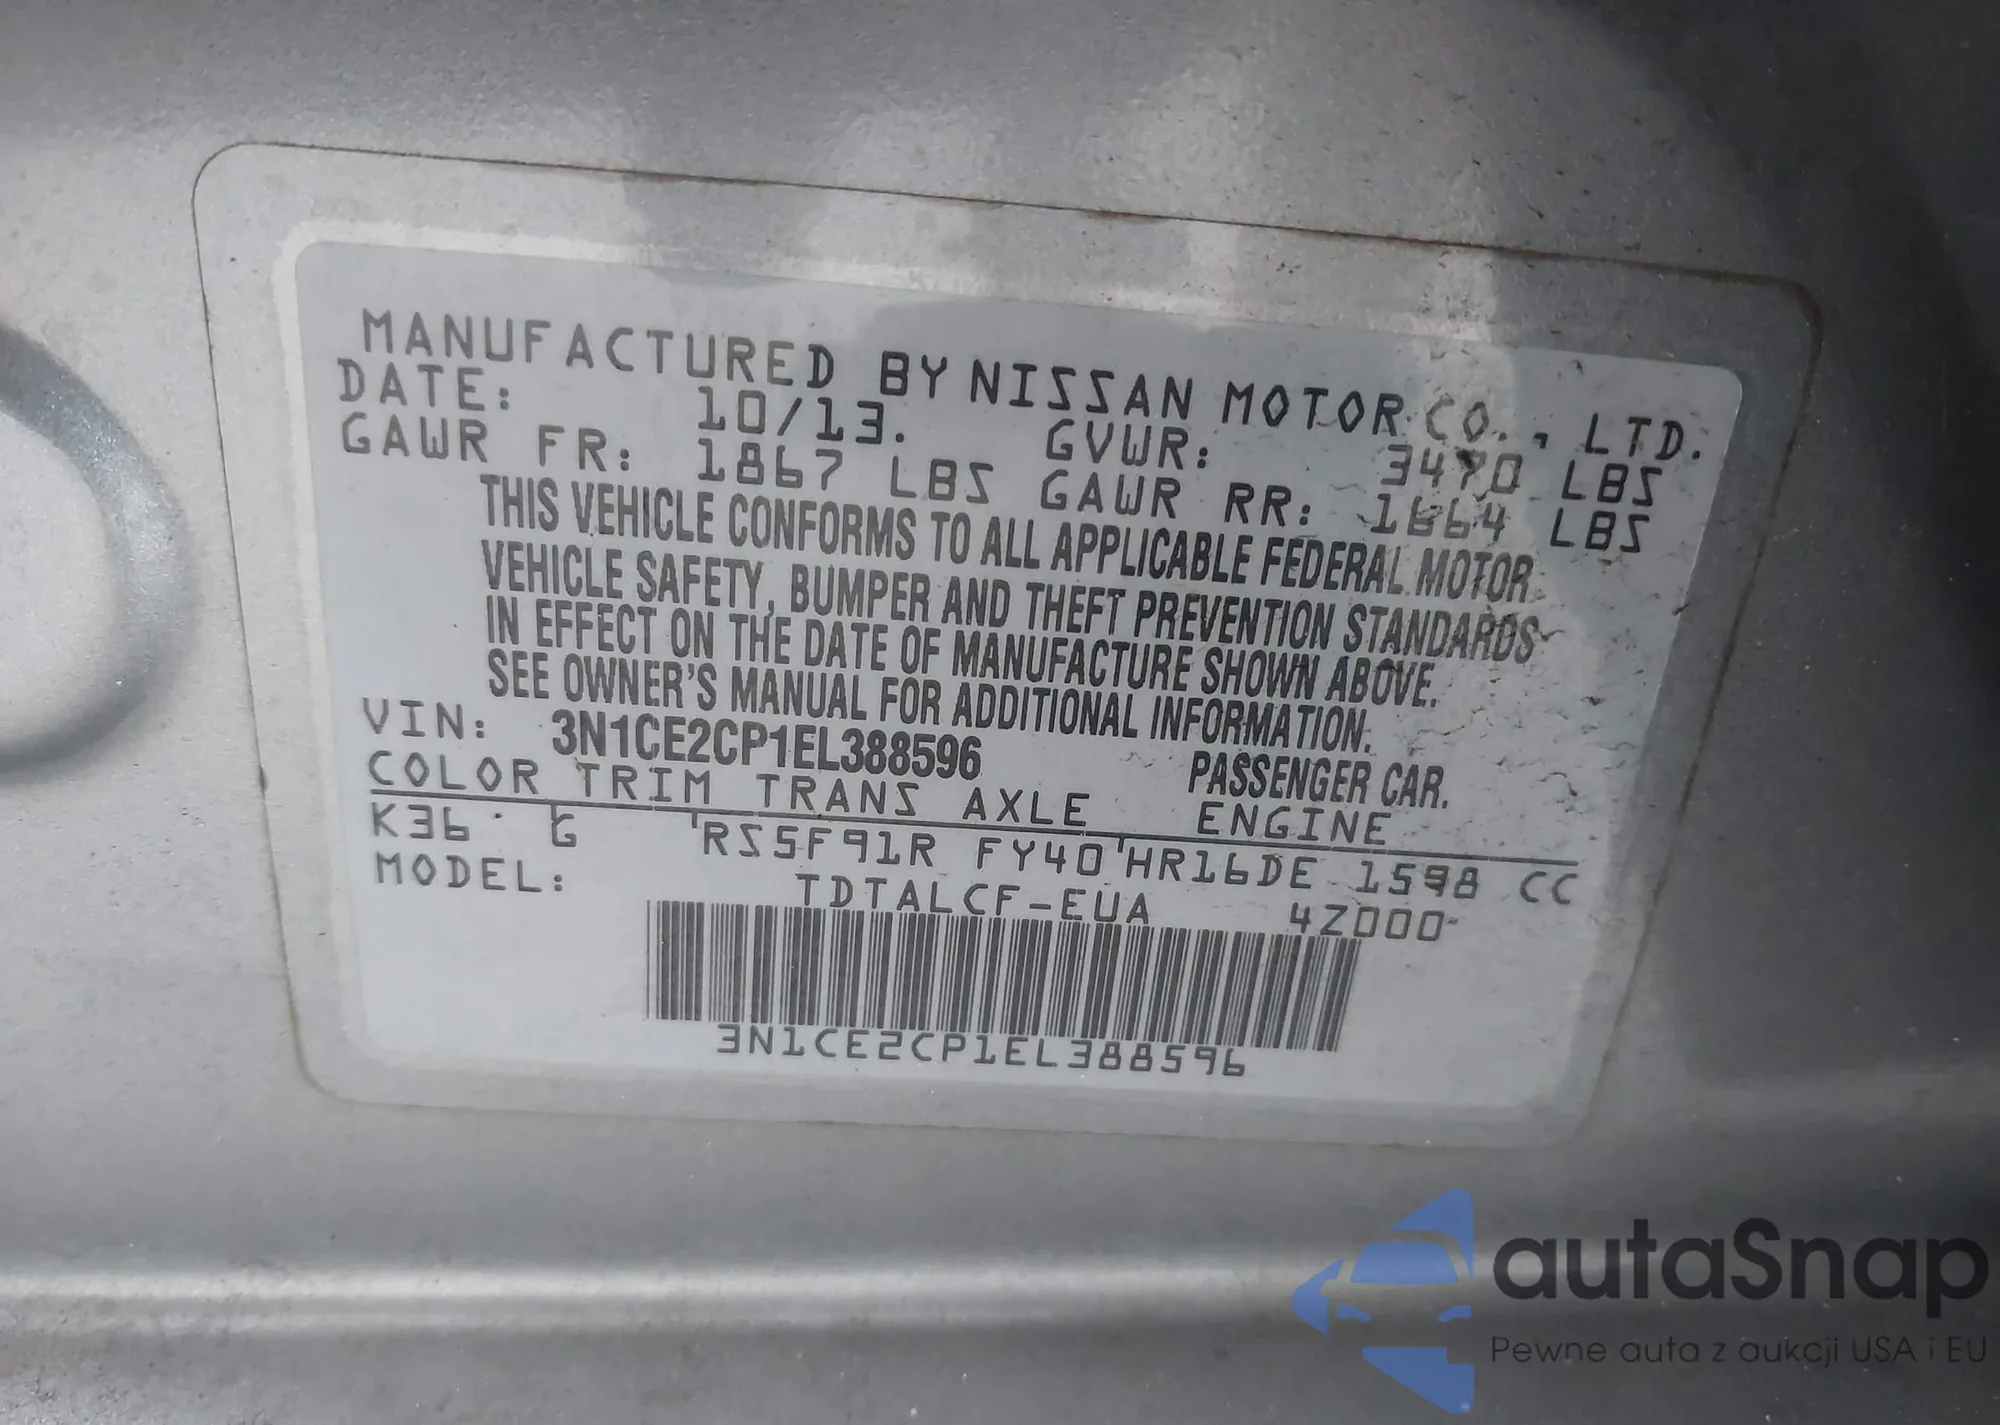 MANUFACTURED BY NISSAN MOTOR CO., LTD.
DATE: 10/13. GVWR: 3470 LBS
GAWR FR: 1867 LBS GAWR RR: 1664 LBS
THIS VEHICLE CONFORMS TO ALL APPLICABLE FEDERAL MOTOR
VEHICLE SAFETY, BUMPER AND THEFT PREVENTION STANDARDS
IN EFFECT ON THE DATE OF MANUFACTURE SHOWN ABOVE.
SEE OWNER'S MANUAL FOR ADDITIONAL INFORMATION.
VIN: 3N1CE2CP1EL388596 PASSENGER CAR.
COLOR TRIM TRANS AXLE ENGINE
K36 G RS5F91R FY40 HR16DE 1598 CC
MODEL: TDTALCF-EUA 4Z000
3N1CE2CP1EL388596
autaSnap
Pewne auta z aukcji USA i EU